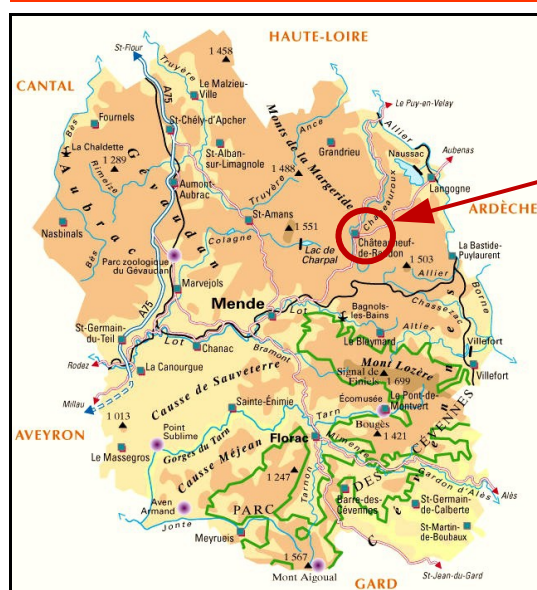 HAUTE-LOIRE
St-Flour
1 458
Truyère
CANTAL
A75
Le Malzieu-
Ville
Le Puy-en-Velay
Fournels
St-Chély-d'Apcher
Ance
Allier
Bès
La Chaldette
St-Alban-
sur-Limagnole
Monts de la Margeride
Grandrieu
Naussac
Aubenas
1 289
Rimeize
Gévaudan
1 488
Truyère
Chapeauroux
Langogne
Aubrac
Aumont-
Aubrac
St-Amans
1 551
ARDÈCHE
Nasbinals
Colagne
Lac de
Charpal
Châteauneuf-
de-Randon
La Bastide-
Puylaurent
Bès
Parc zoologique
du Gévaudan
1 503
Allier
Marvejols
Mende
Chassezac
Borne
A75
Lot
Bagnols-
les-Bains
Altier
St-Germain-
du-Teil
Lot
Chanac
Bramont
Le Bleymard
Villefort
Rodez
La Canourgue
Mont Lozère
Signal de
Finiels
1 699
Villefort
Millau
Causse de Sauveterre
Écomusée
Le Pont-de-
Montvert
1 013
Sainte-Énimie
Tarn
Bougès
AVEYRON
Point
Sublime
Florac
1 421
Gorges du Tarn
Mimente
CÉVENNES
Le Massegros
Causse Méjean
1 247
Tarnon
DES
Gardon d'Alès
Alès
Aven
Armand
PARC
Barre-des-
Cévennes
St-Germain-
de-Calberte
Jonte
Meyrueis
St-Martin-
de-Boubaux
1 567
Mont Aigoual
St-Jean-du-Gard
GARD